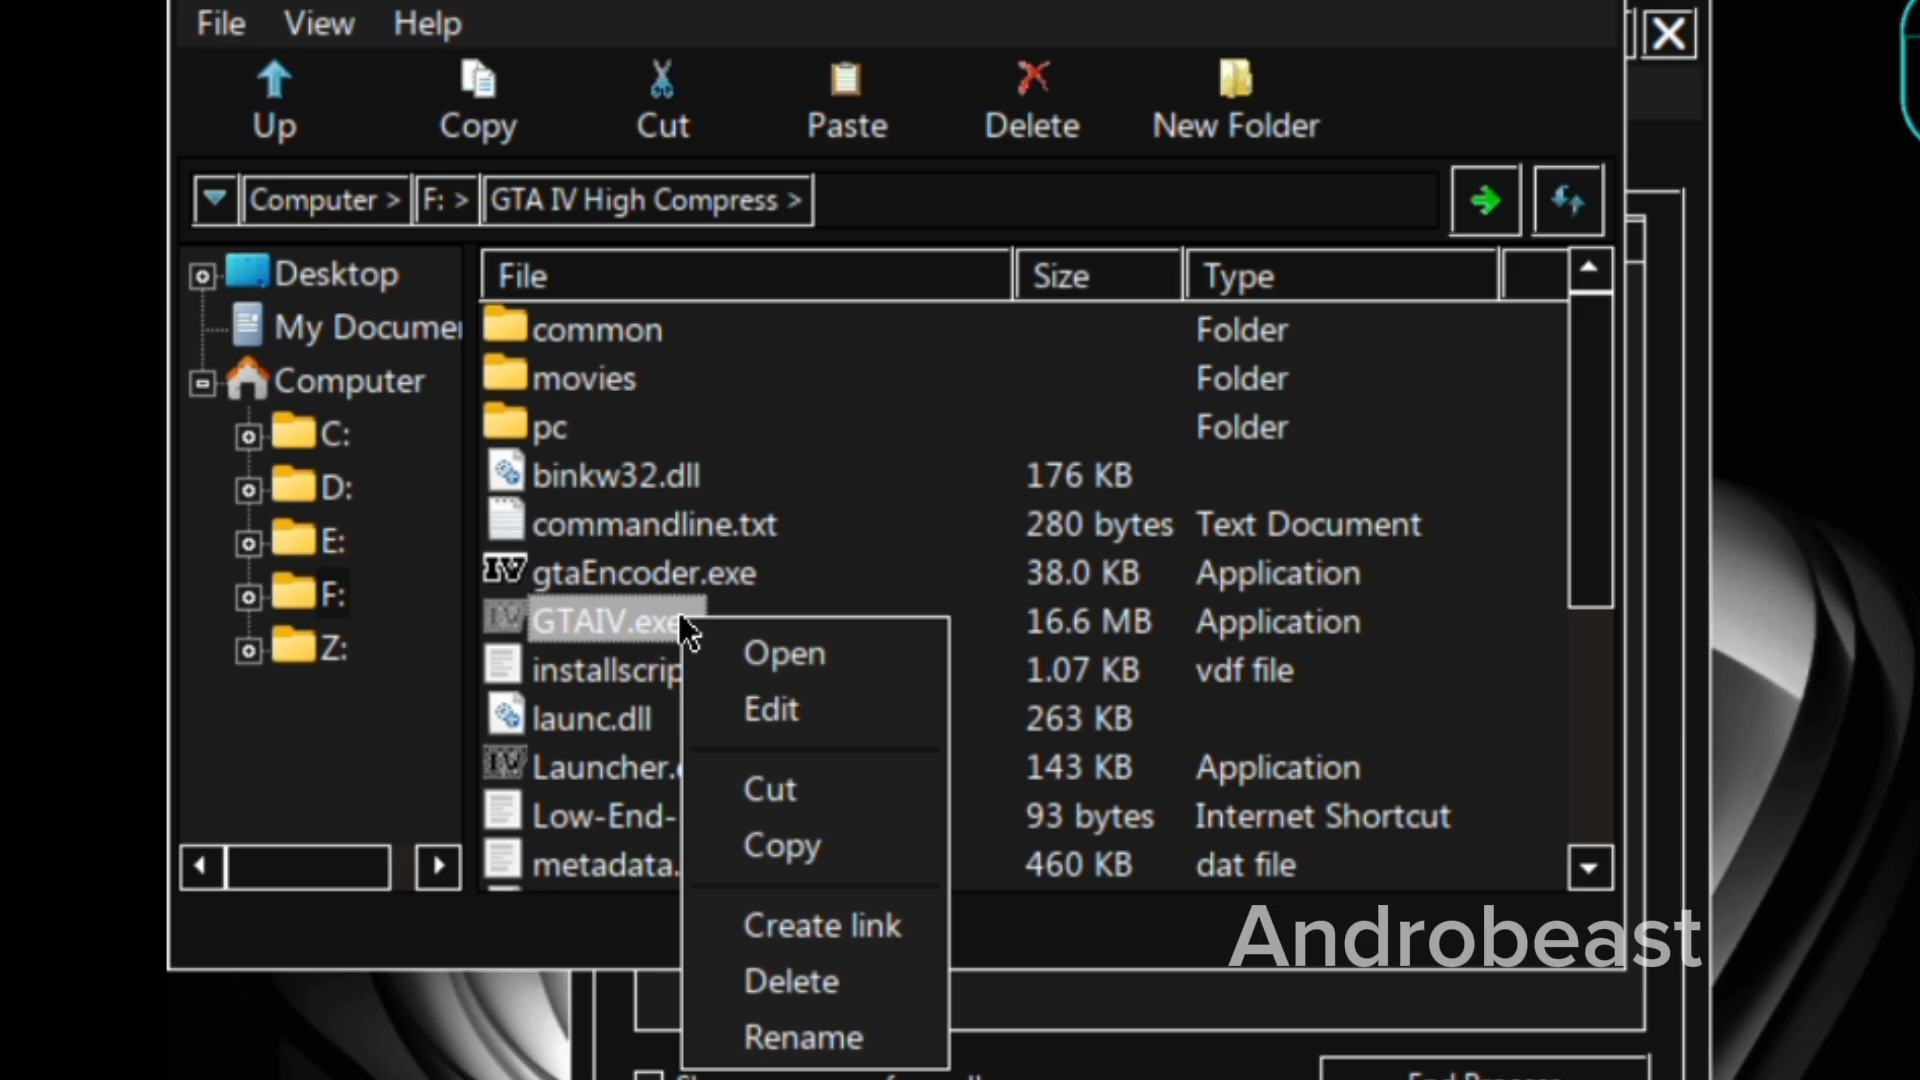 File View Help
Up Copy Cut Paste Delete New Folder
Computer > F: > GTA IV High Compress >
File Size Type
Desktop
My Documen
Computer
C:
D:
E:
F:
Z:
common Folder
movies Folder
pc Folder
binkw32.dll 176 KB
commandline.txt 280 bytes Text Document
gtaEncoder.exe 38.0 KB Application
GTAIV.exe 16.6 MB Application
installscrip 1.07 KB vdf file
launc.dll 263 KB
Launcher. 143 KB Application
Low-End- 93 bytes Internet Shortcut
metadata. 460 KB dat file
Open
Edit
Cut
Copy
Create link
Delete
Rename
Androbeast
End Process